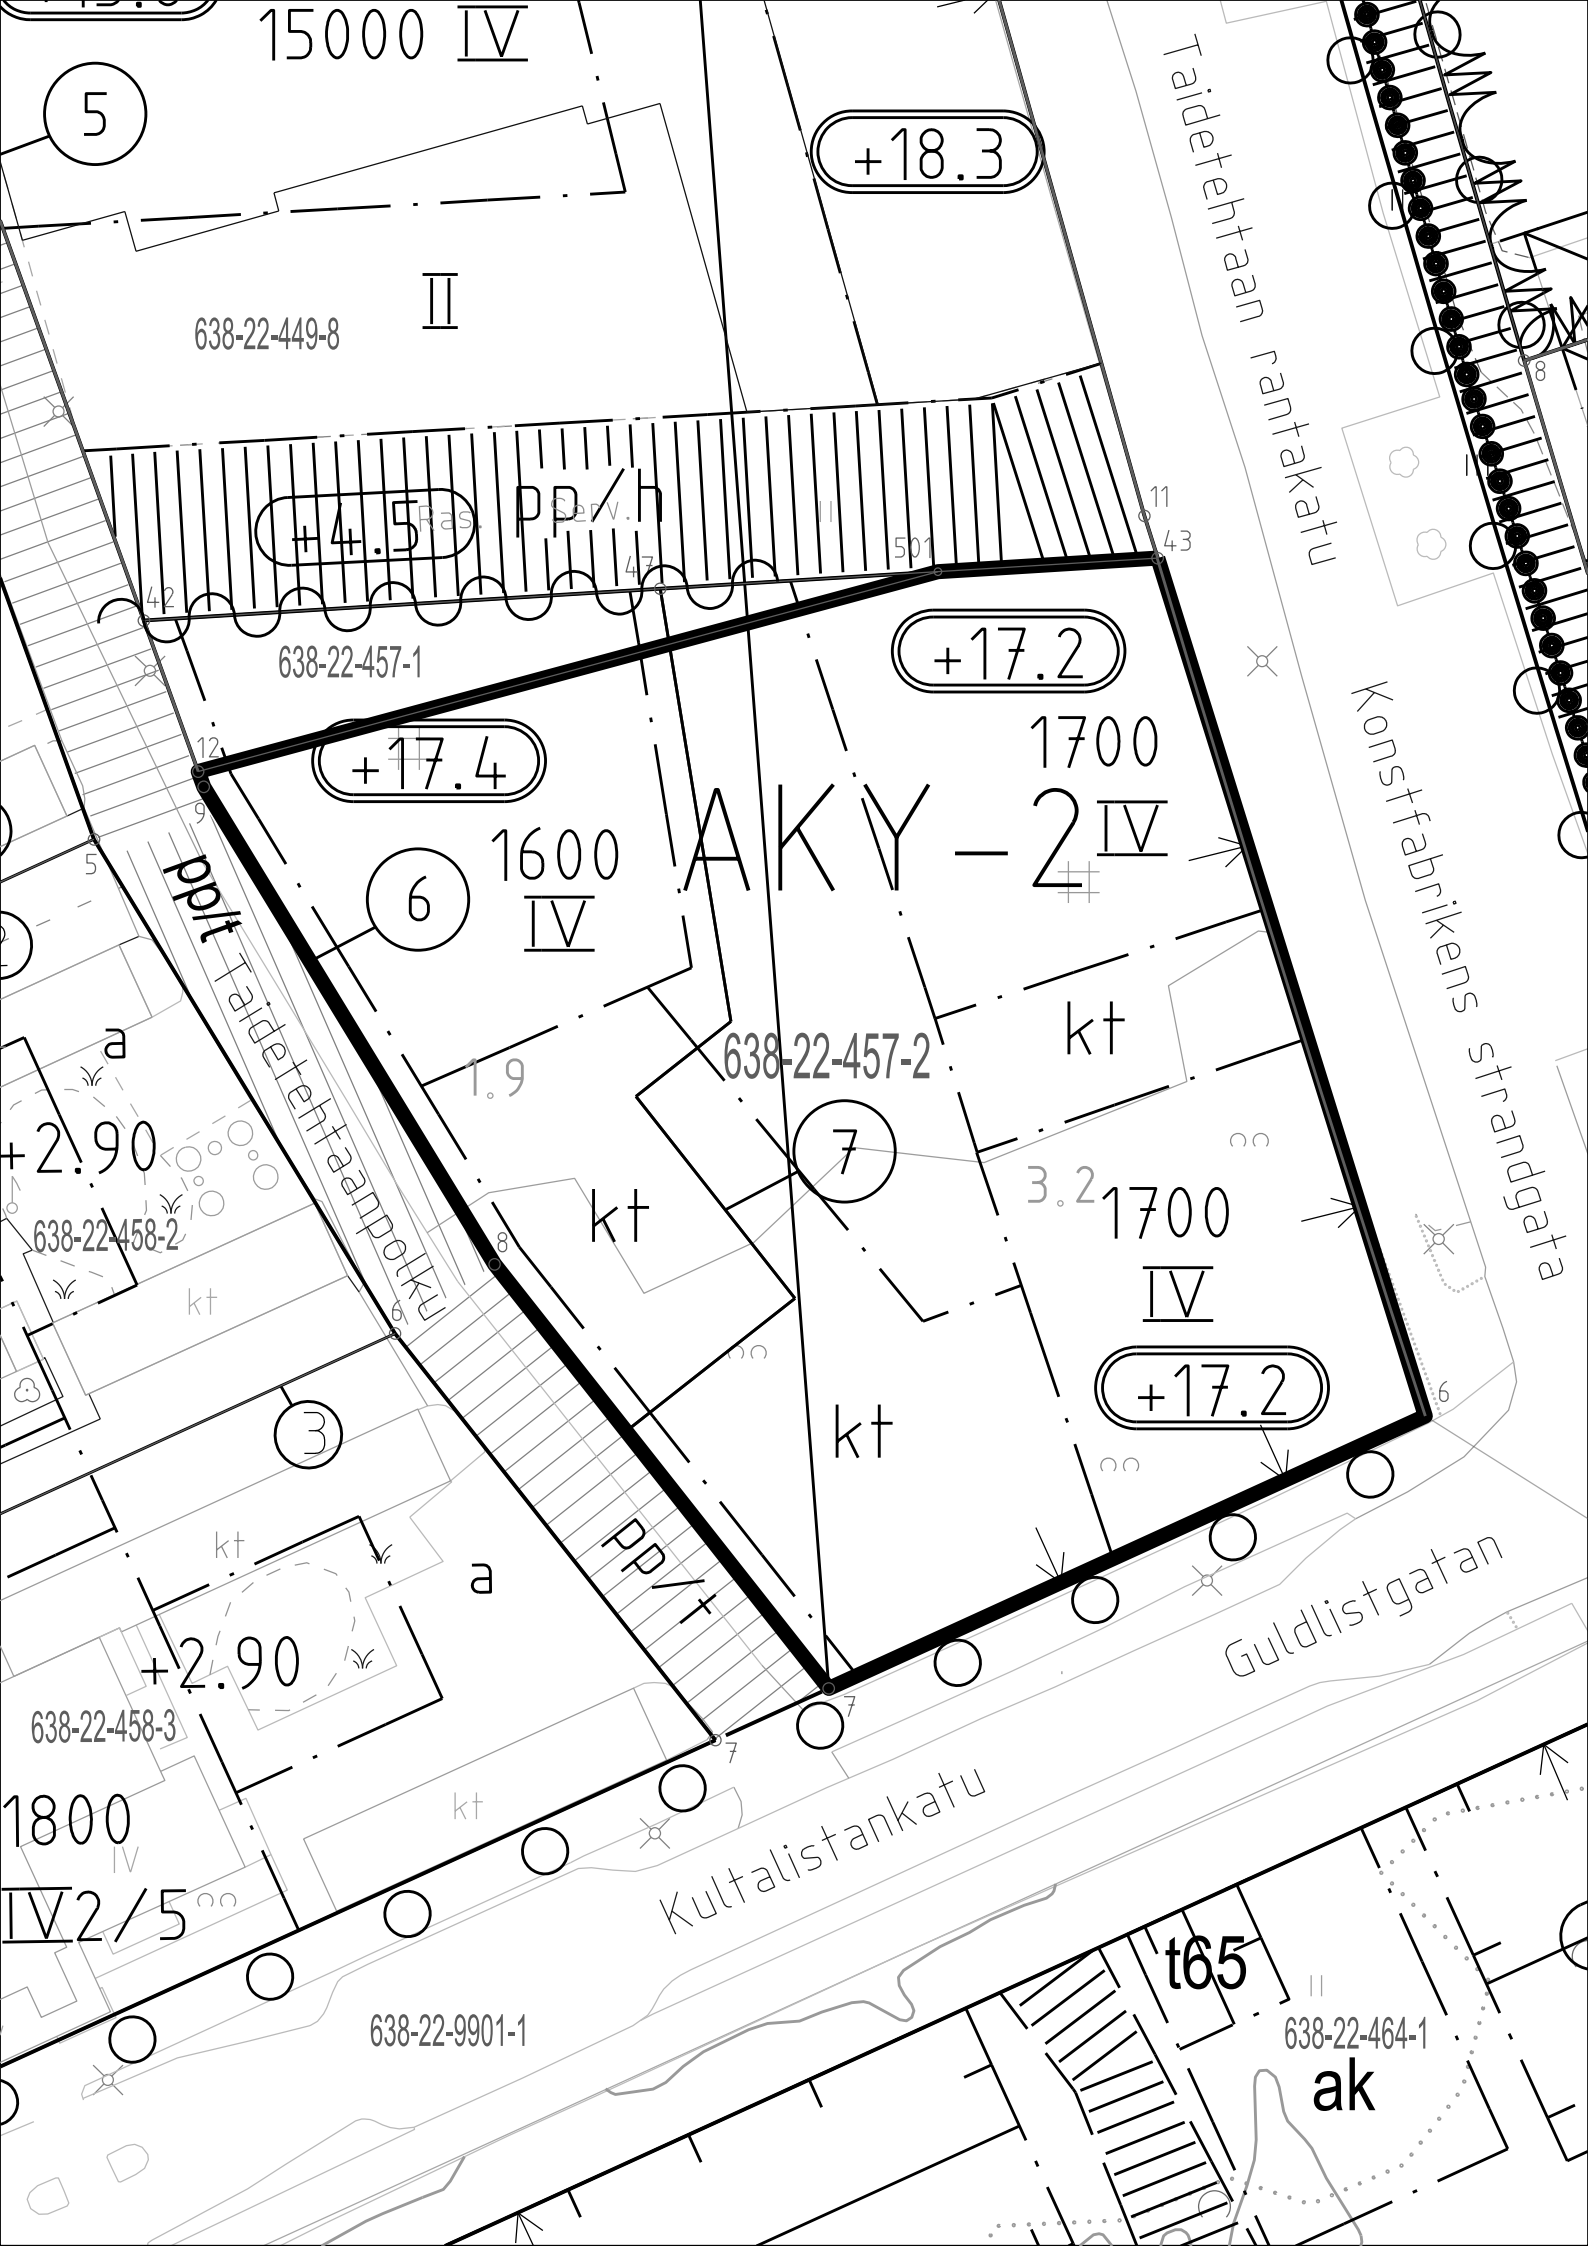 15000 IV
5
+18.3
II
638-22-449-8
8
11
+4.5
Ras.
pp/h
Serv.
II
501
43
47
42
638-22-457-1
+17.2
Taidetehtaan rantakatu
12
+17.4
1700
9
5
1600
AKY-2
IV
IV
6
Konstfabrikens strandgata
pp/t
Taidetehtaanpolku
a
kt
638-22-457-2
1.9
+2.90
7
3.2
1700
kt
638-22-458-2
8
IV
kt
6
+17.2
6
3
kt
kt
pp/t
a
Guldlistgatan
+2.90
638-22-458-3
7
7
1800
kt
IV
Kultalistankatu
IV2/5
t65
II
638-22-9901-1
638-22-464-1
ak